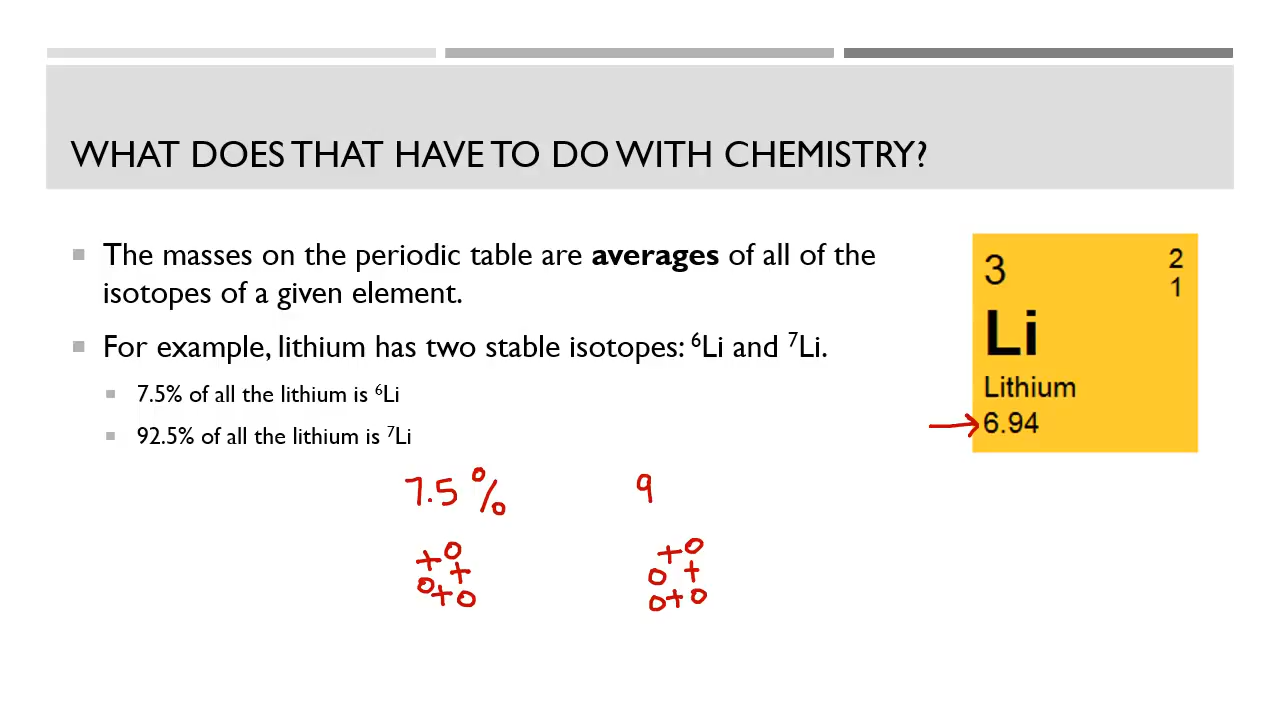 WHAT DOES THAT HAVE TO DO WITH CHEMISTRY?
The masses on the periodic table are averages of all of the
isotopes of a given element.
For example, lithium has two stable isotopes: ⁶Li and ⁷Li.
7.5% of all the lithium is ⁶Li
92.5% of all the lithium is ⁷Li
3
2
1
Li
Lithium
6.94
7.5%
9
+ o
+
o + o
+ o
o +
o + o